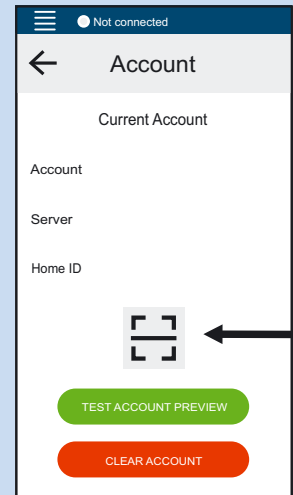 Not connected
Account
Current Account
Account
Server
Home ID
TEST ACCOUNT PREVIEW
CLEAR ACCOUNT